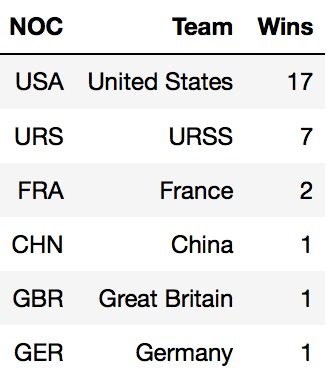 NOC Team Wins
USA United States 17
URS URSS 7
FRA France 2
CHN China 1
GBR Great Britain 1
GER Germany 1